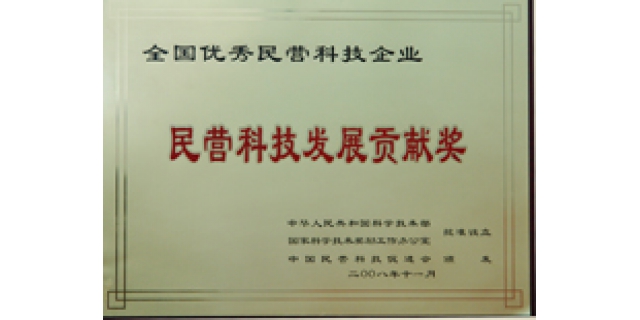 全国优秀民营科技企业
民营科技发展贡献奖
中华人民共和国科学技术部
国家科学技术奖励工作办公室
批准设立
中国民营科技促进会 颁发
二〇〇八年十一月